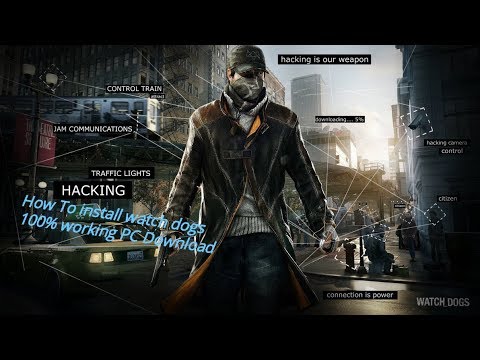 hacking is our weapon
CONTROL TRAIN
attract
JAM COMMUNICATIONS
downloading.... 5%
hacking camera
control
TRAFFIC LIGHTS
HACKING
citizen
How To install watch dogs
100% working PC Download
connection is power
WATCH_DOGS